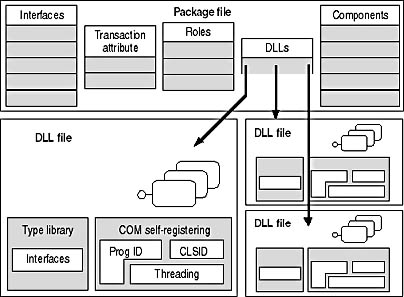 Package file
Interfaces
Transaction
attribute
Roles
DLLs
Components
DLL file
Type library
Interfaces
COM self-registering
Prog ID
CLSID
Threading
DLL file
DLL file